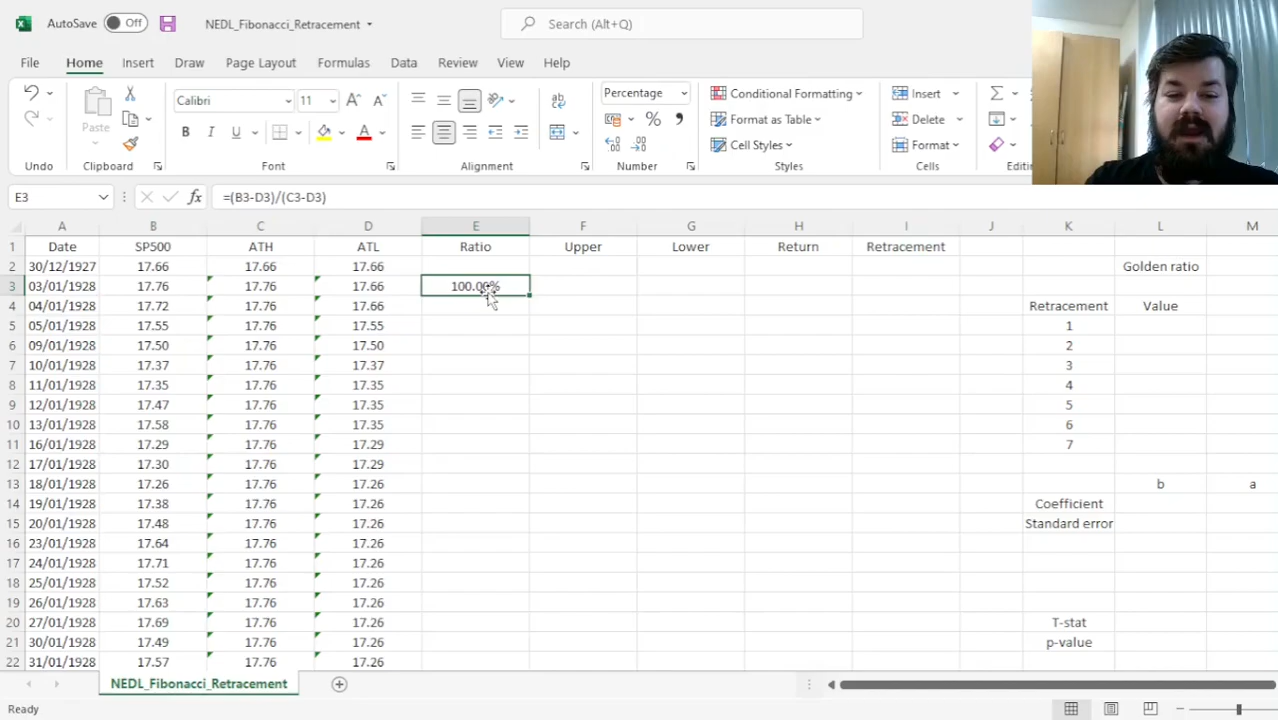 AutoSave Off NEDL_Fibonacci_Retracement Search (Alt+Q)
File Home Insert Draw Page Layout Formulas Data Review View Help
Calibri 11 A A Percentage Conditional Formatting Insert
Paste B I U A Format as Table Delete
% Cell Styles Format
Undo Clipboard Font Alignment Number Styles Cells Editin
E3 fx =(B3-D3)/(C3-D3)
A B C D E F G H I J K L M
1 Date SP500 ATH ATL Ratio Upper Lower Return Retracement
2 30/12/1927 17.66 17.66 17.66 Golden ratio
3 03/01/1928 17.76 17.76 17.66 100.00%
4 04/01/1928 17.72 17.76 17.66 Retracement Value
5 05/01/1928 17.55 17.76 17.55 1
6 09/01/1928 17.50 17.76 17.50 2
7 10/01/1928 17.37 17.76 17.37 3
8 11/01/1928 17.35 17.76 17.35 4
9 12/01/1928 17.47 17.76 17.35 5
10 13/01/1928 17.58 17.76 17.35 6
11 16/01/1928 17.29 17.76 17.29 7
12 17/01/1928 17.30 17.76 17.29
13 18/01/1928 17.26 17.76 17.26 b a
14 19/01/1928 17.38 17.76 17.26 Coefficient
15 20/01/1928 17.48 17.76 17.26 Standard error
16 23/01/1928 17.64 17.76 17.26
17 24/01/1928 17.71 17.76 17.26
18 25/01/1928 17.52 17.76 17.26
19 26/01/1928 17.63 17.76 17.26
20 27/01/1928 17.69 17.76 17.26 T-stat
21 30/01/1928 17.49 17.76 17.26 p-value
22 31/01/1928 17.57 17.76 17.26
NEDL_Fibonacci_Retracement
Ready